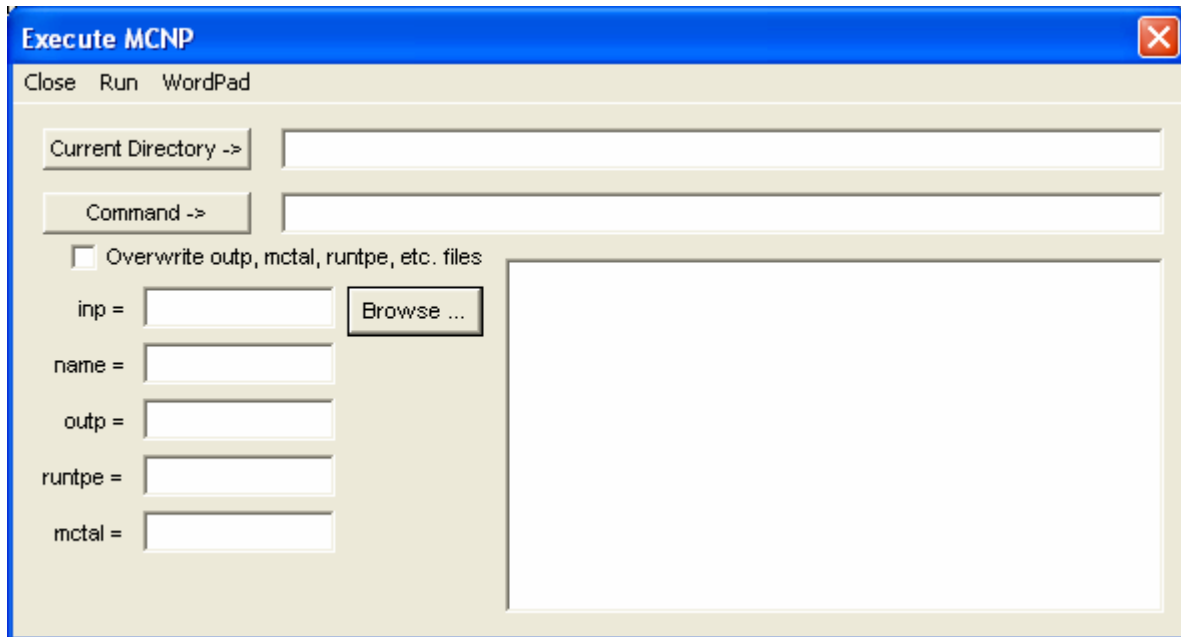 Execute MCNP
Close Run WordPad
Current Directory ->
Command ->
Overwrite outp, mctal, runtpe, etc. files
inp =
Browse ...
name =
outp =
runtpe =
mctal =